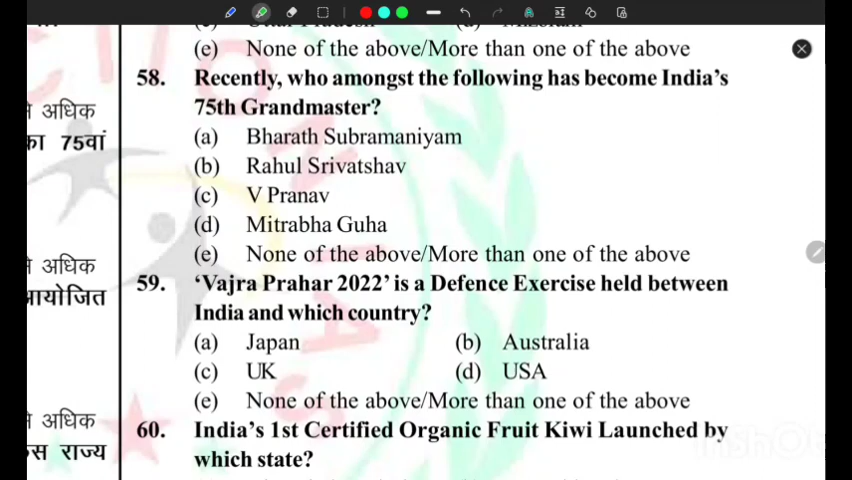 (e) None of the above/More than one of the above
58. Recently, who amongst the following has become India's
75th Grandmaster?
(a) Bharath Subramaniyam
(b) Rahul Srivatshav
(c) V Pranav
(d) Mitrabha Guha
(e) None of the above/More than one of the above
59. ‘Vajra Prahar 2022’ is a Defence Exercise held between
India and which country?
(a) Japan (b) Australia
(c) UK (d) USA
(e) None of the above/More than one of the above
60. India's 1st Certified Organic Fruit Kiwi Launched by
which state?
अधिक
75वां
अधिक
अधिक
राज्य